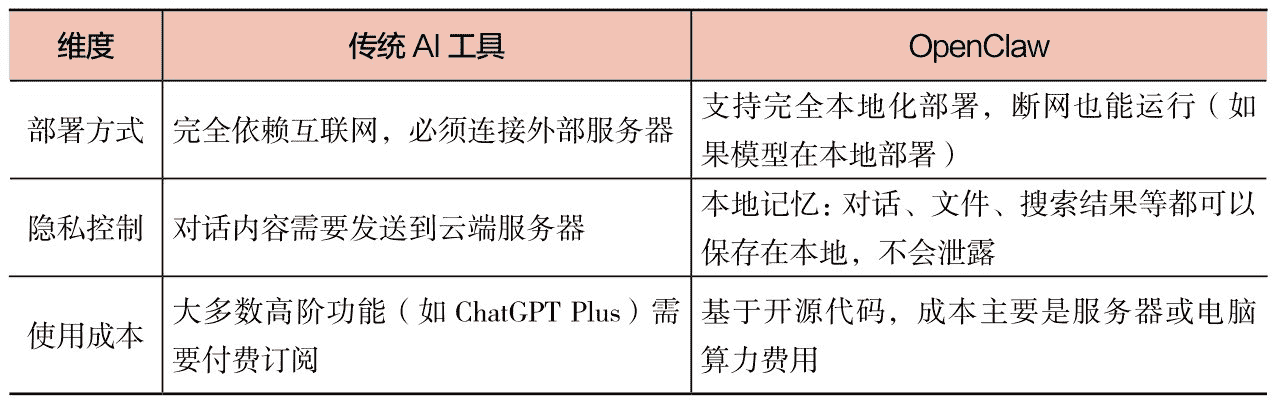 维度 传统 AI 工具 OpenClaw
部署方式 完全依赖互联网，必须连接外部服务器 支持完全本地化部署，断网也能运行（如
果模型在本地部署）
隐私控制 对话内容需要发送到云端服务器 本地记忆：对话、文件、搜索结果等都可以
保存在本地，不会泄露
使用成本 大多数高阶功能（如 ChatGPT Plus）需
要付费订阅
基于开源代码，成本主要是服务器或电脑
算力费用